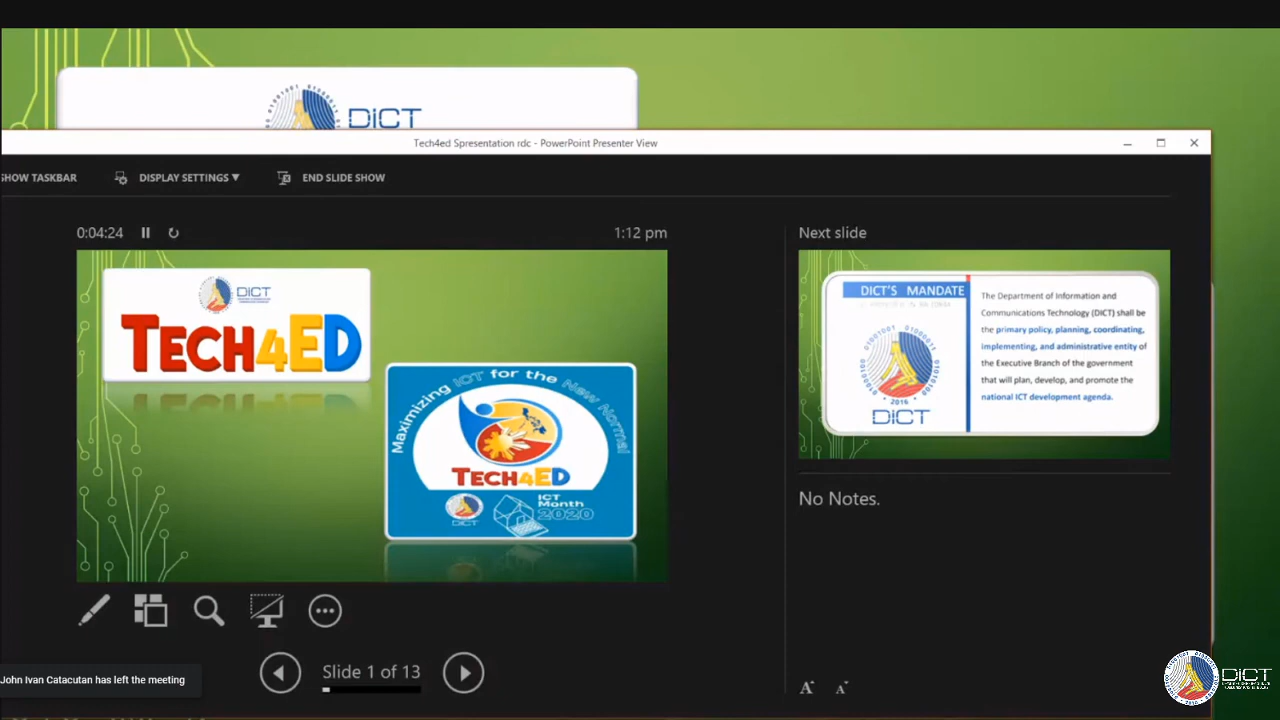 DICT
Tech4ed Spresentation rdc - PowerPoint Presenter View
SHOW TASKBAR
DISPLAY SETTINGS ▼
END SLIDE SHOW
0:04:24
1:12 pm
DICT
TECH4ED
Maximizing ICT for the New Normal
TECH4ED
DICT
ICT
Month
2020
Next slide
DICT'S MANDATE
2016
DICT
The Department of Information and
Communications Technology (DICT) shall be
the primary policy, planning, coordinating,
implementing, and administrative entity of
the Executive Branch of the government
that will plan, develop, and promote the
national ICT development agenda.
No Notes.
Slide 1 of 13
John Ivan Catacutan has left the meeting
DICT